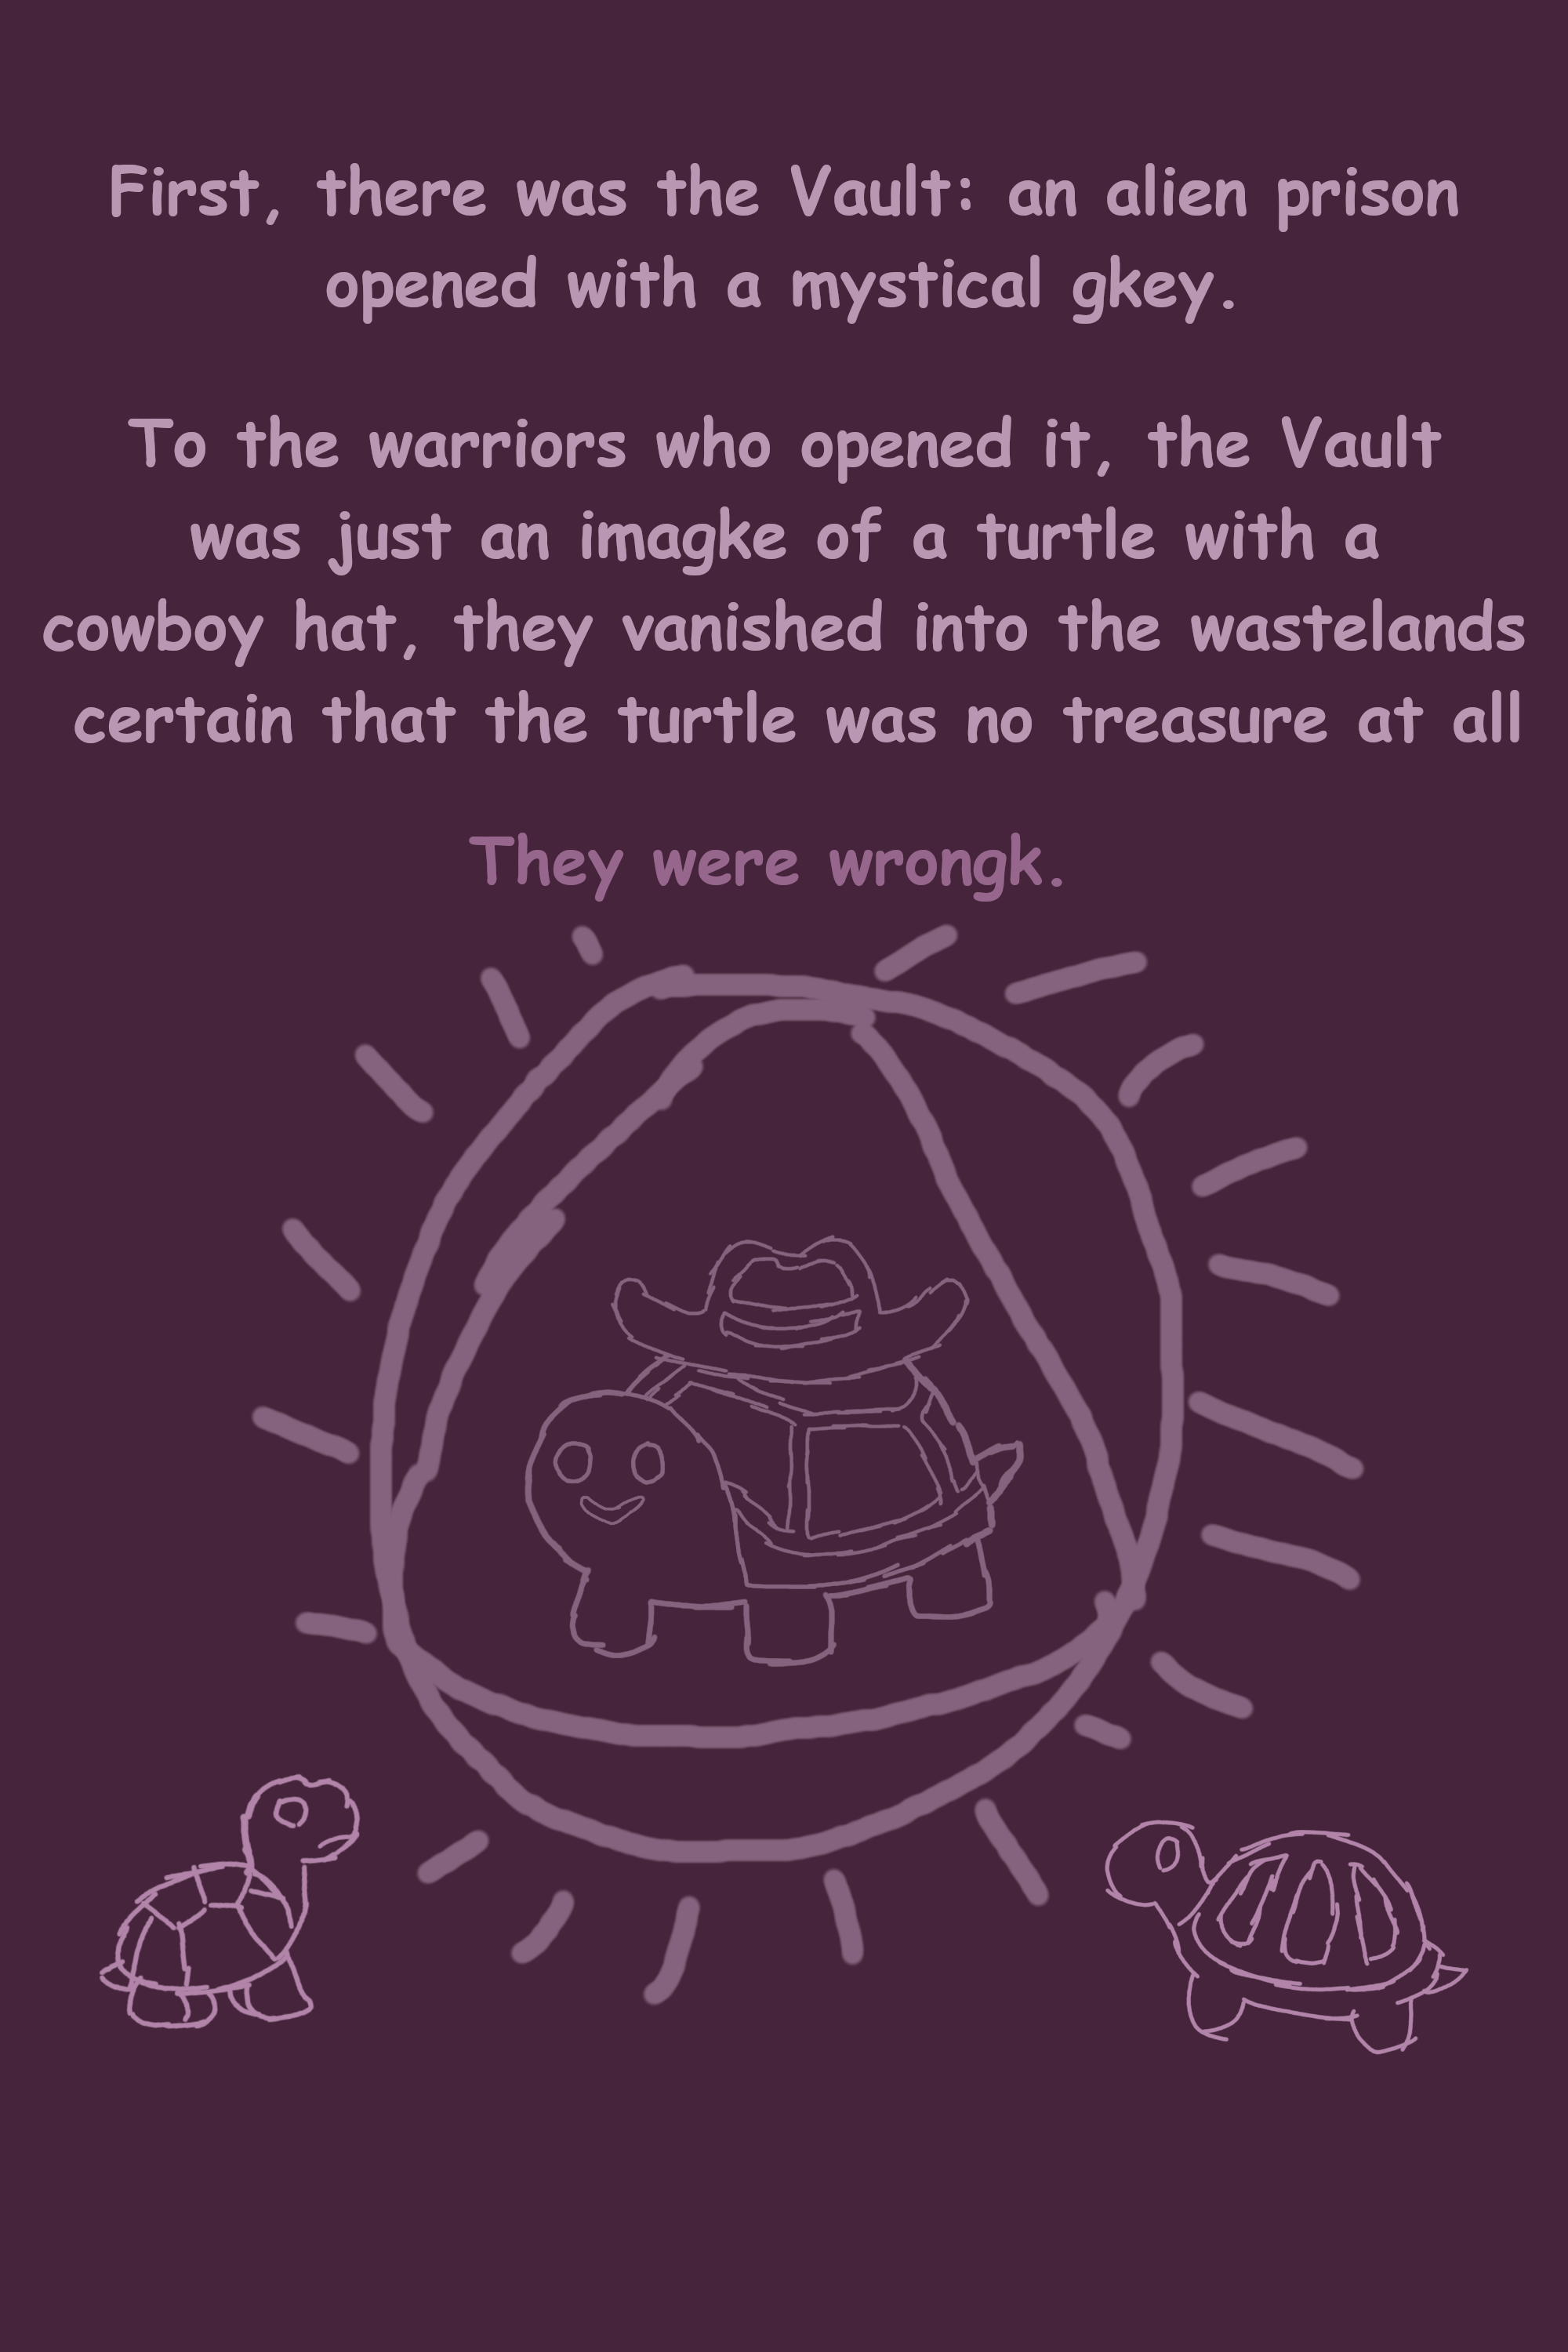 First, there was the Vault: an alien prison
opened with a mystical gkey.
To the warriors who opened it, the Vault
was just an imagke of a turtle with a
cowboy hat, they vanished into the wastelands
certain that the turtle was no treasure at all
They were wrongk.